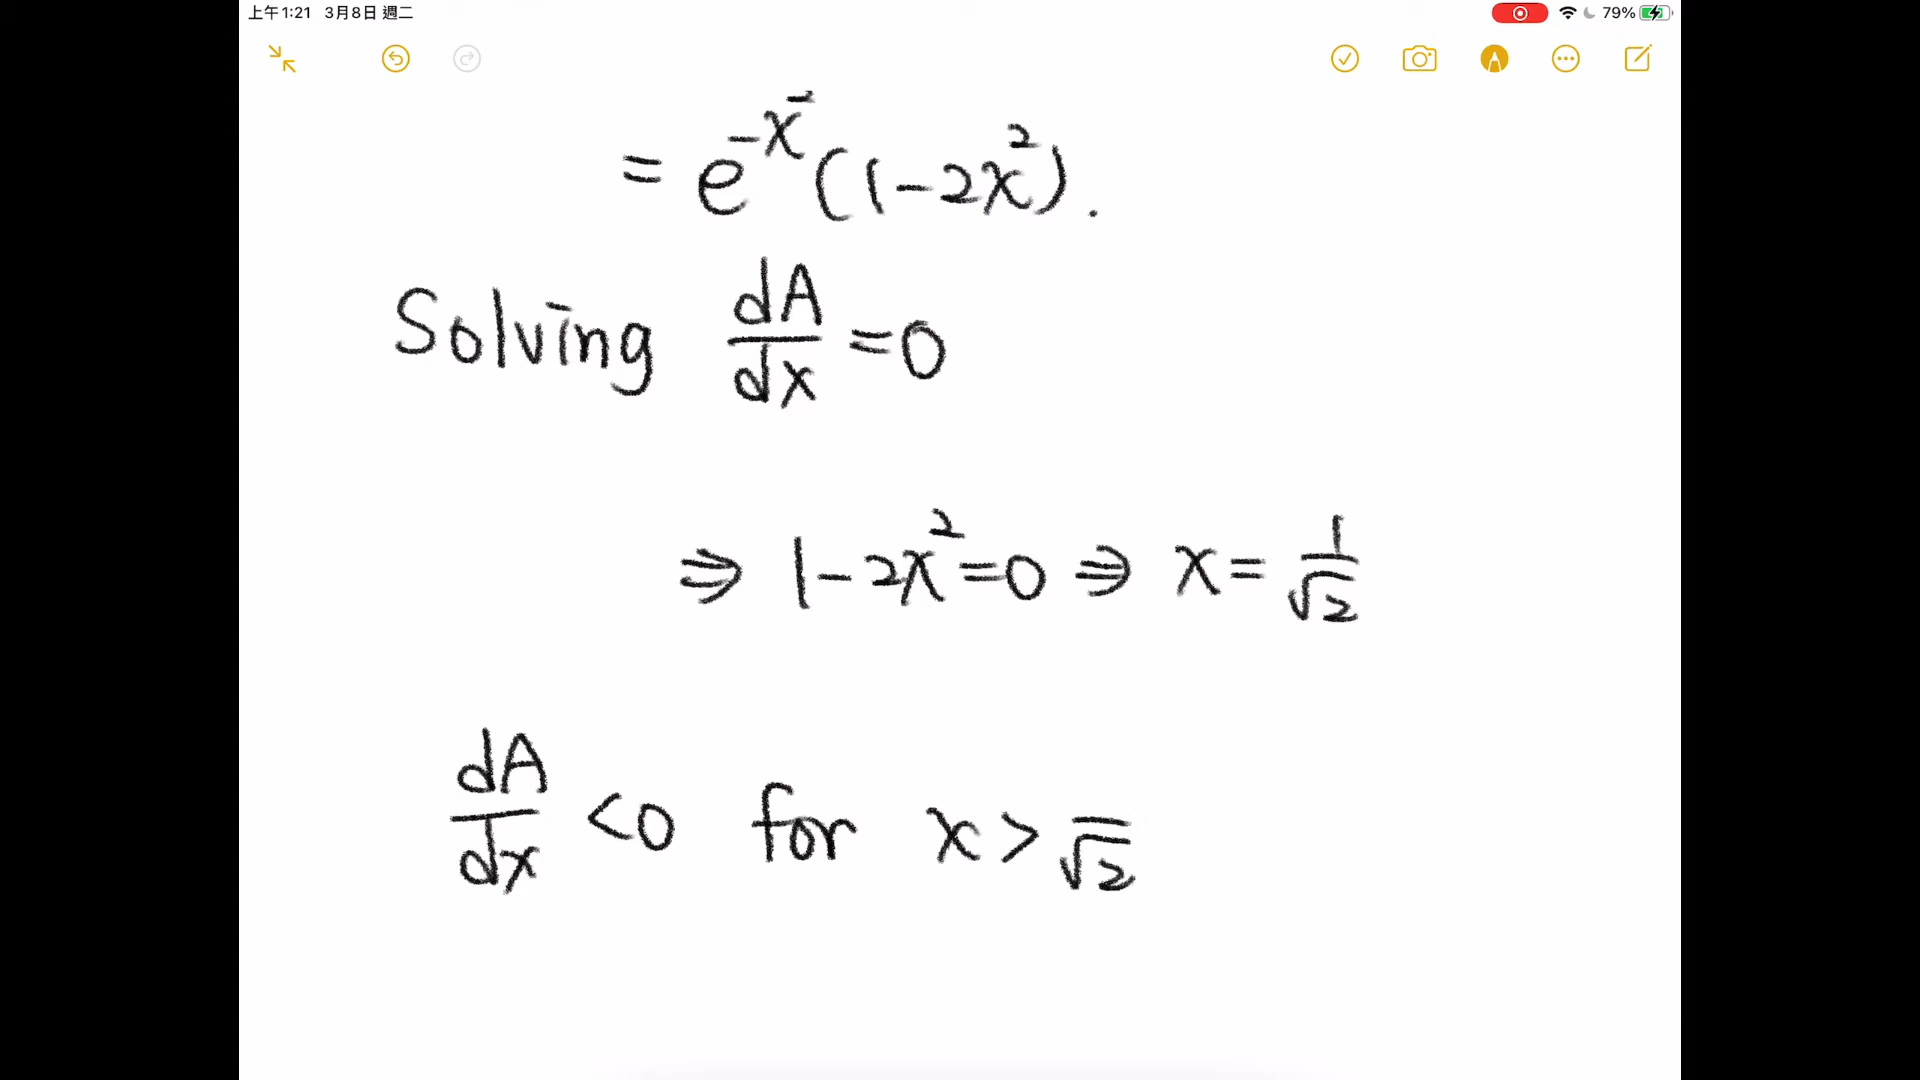 上午1:21 3月8日 週二 79%
= e^{-x^-} (1-2x^2).
Solving dA/dx = 0
⇒ 1-2x^2=0 ⇒ x= 1/√2
dA/dx <0 for x> /√2